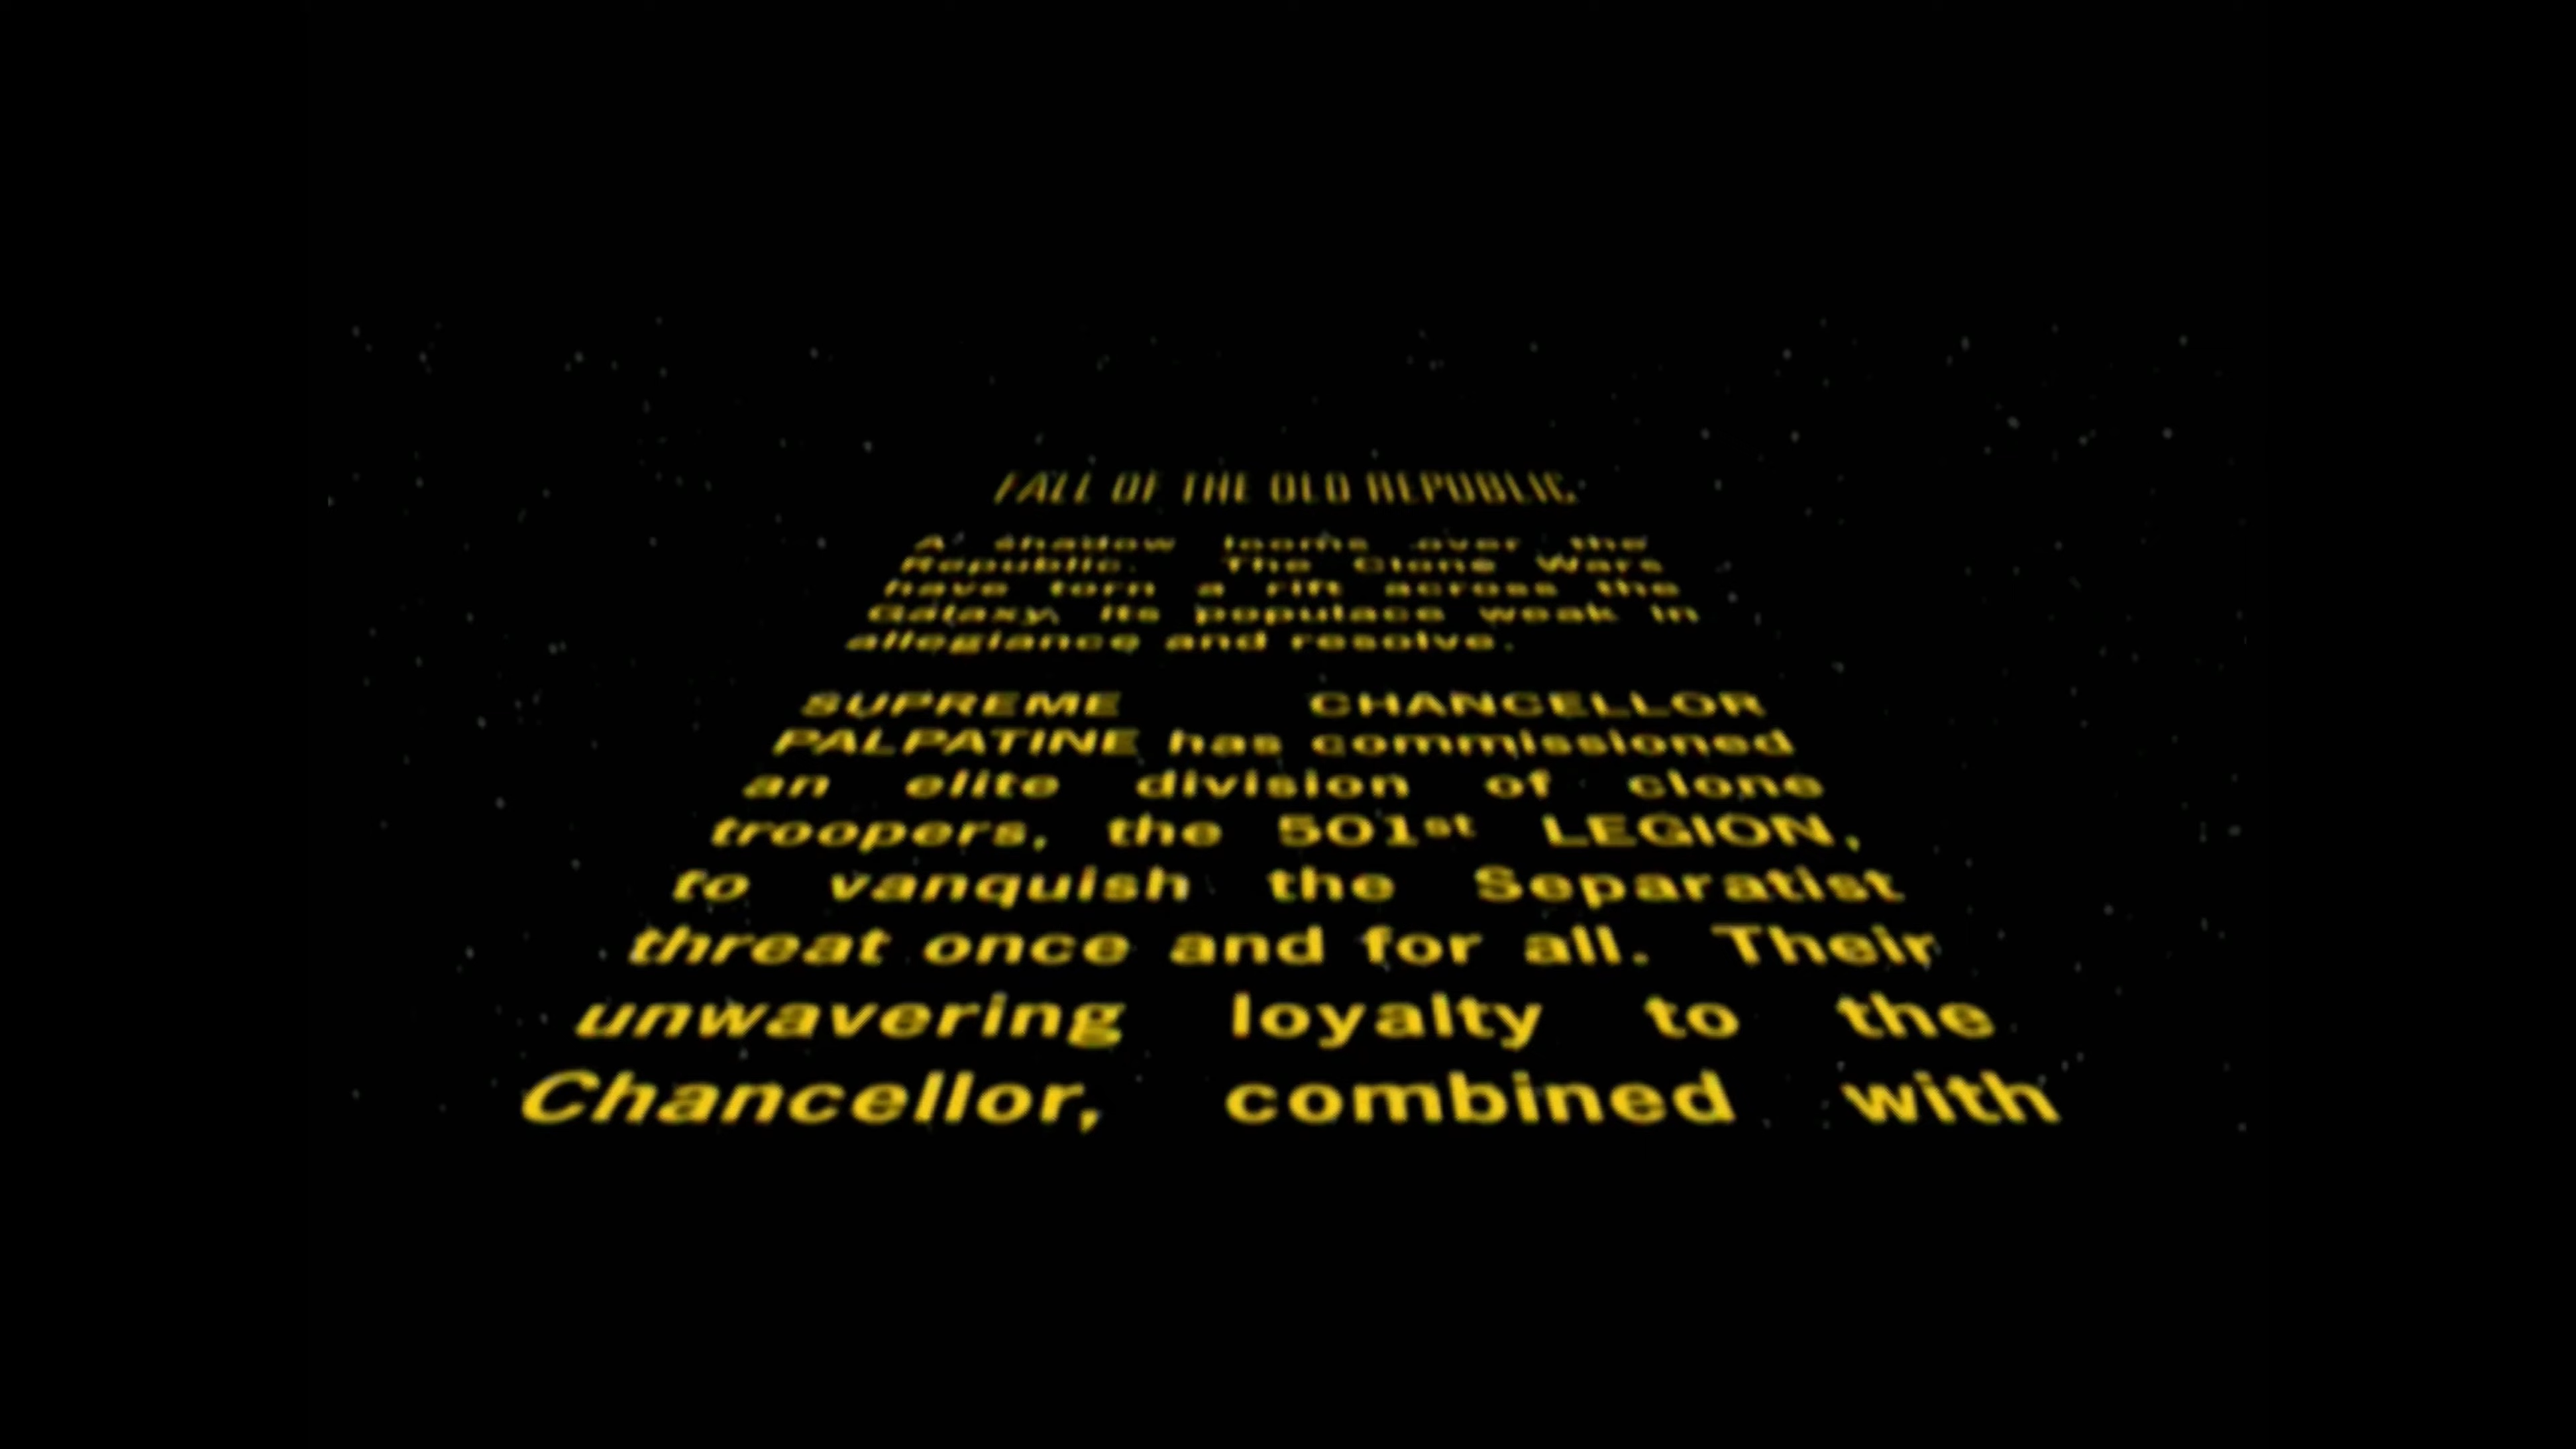 FALL OF THE OLD REPUBLIC.
A shadow looms over the
Republic. The Clone Wars
have torn a rift across the
Galaxy, its populace weak in
allegiance and resolve.
SUPREME CHANCELLOR
PALPATINE has commissioned
an elite division of clone
troopers, the 501st LEGION,
to vanquish the Separatist
threat once and for all. Their
unwavering loyalty to the
Chancellor, combined with